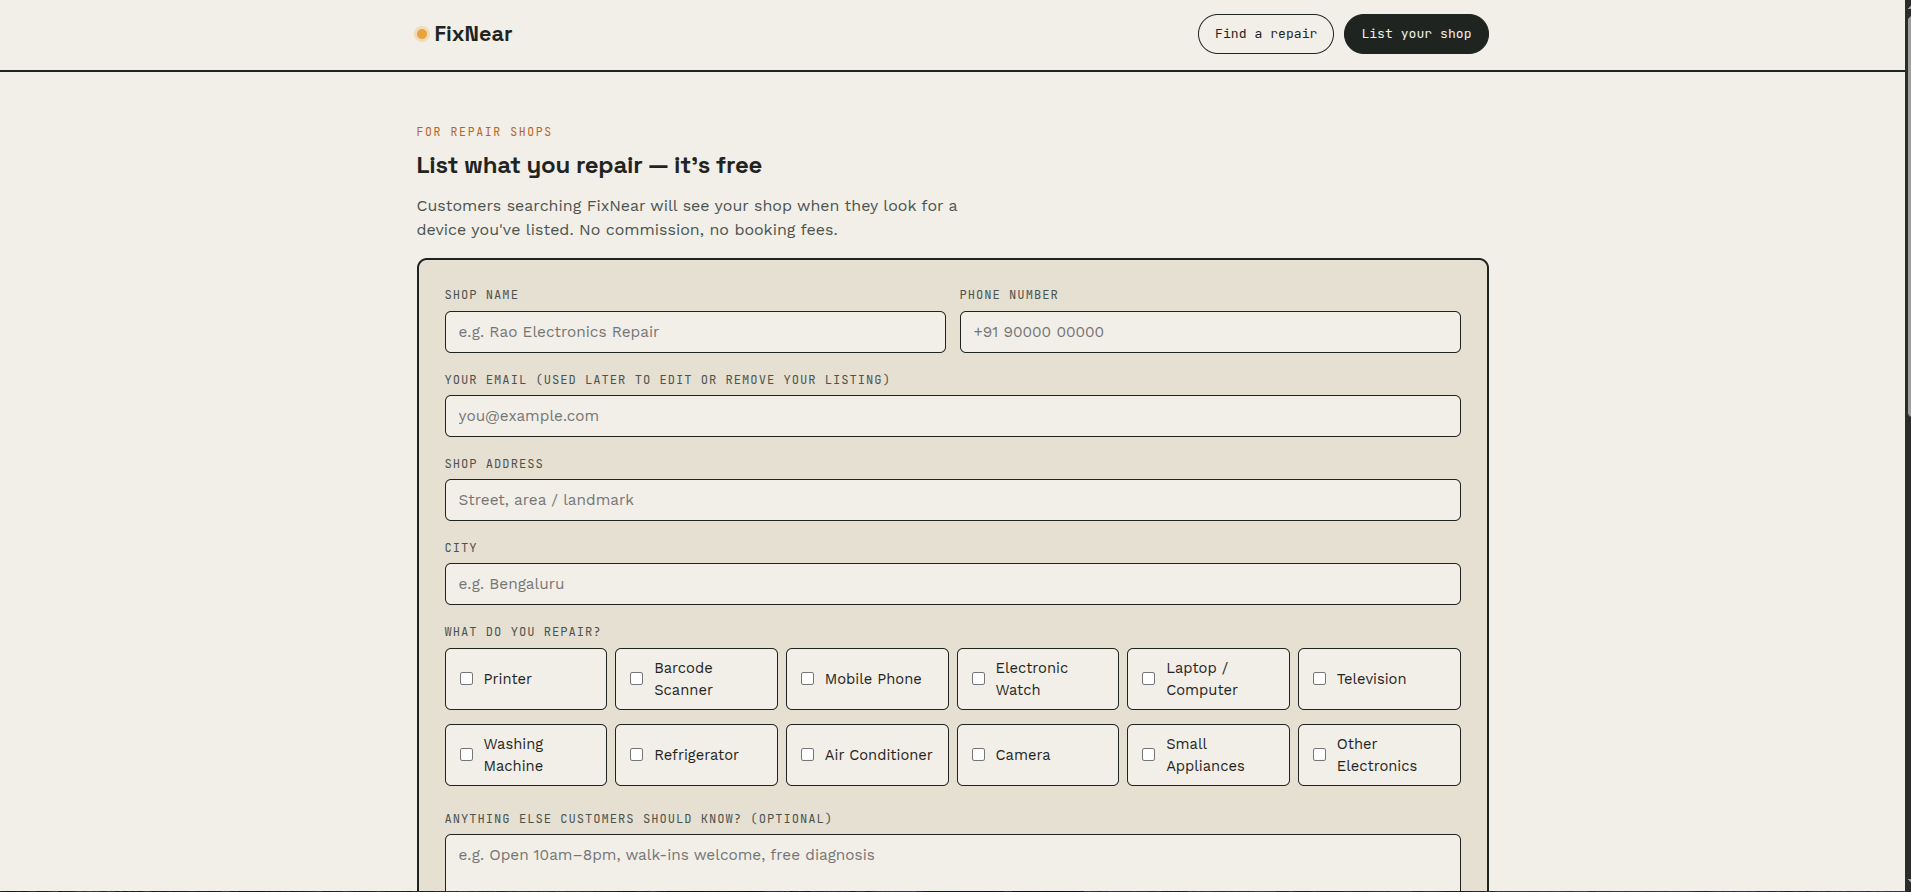 FixNear
Find a repair
List your shop
FOR REPAIR SHOPS
List what you repair — it’s free
Customers searching FixNear will see your shop when they look for a
device you've listed. No commission, no booking fees.
SHOP NAME
PHONE NUMBER
e.g. Rao Electronics Repair
+91 90000 00000
YOUR EMAIL (USED LATER TO EDIT OR REMOVE YOUR LISTING)
you@example.com
SHOP ADDRESS
Street, area / landmark
CITY
e.g. Bengaluru
WHAT DO YOU REPAIR?
Printer
Barcode
Scanner
Mobile Phone
Electronic
Watch
Laptop /
Computer
Television
Washing
Machine
Refrigerator
Air Conditioner
Camera
Small
Appliances
Other
Electronics
ANYTHING ELSE CUSTOMERS SHOULD KNOW? (OPTIONAL)
e.g. Open 10am–8pm, walk-ins welcome, free diagnosis